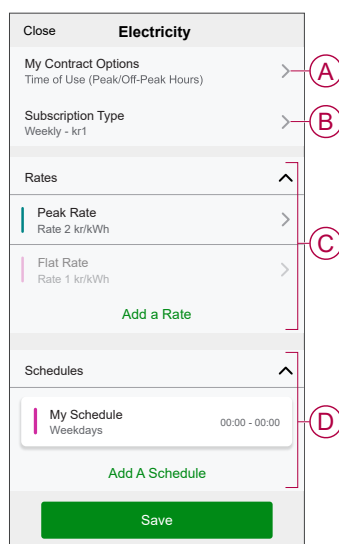 Close Electricity
My Contract Options
Time of Use (Peak/Off-Peak Hours)
A
Subscription Type
Weekly - kr1
B
Rates
Peak Rate
Rate 2 kr/kWh
C
Flat Rate
Rate 1 kr/kWh
Add a Rate
Schedules
My Schedule
Weekdays
00:00 - 00:00
D
Add A Schedule
Save